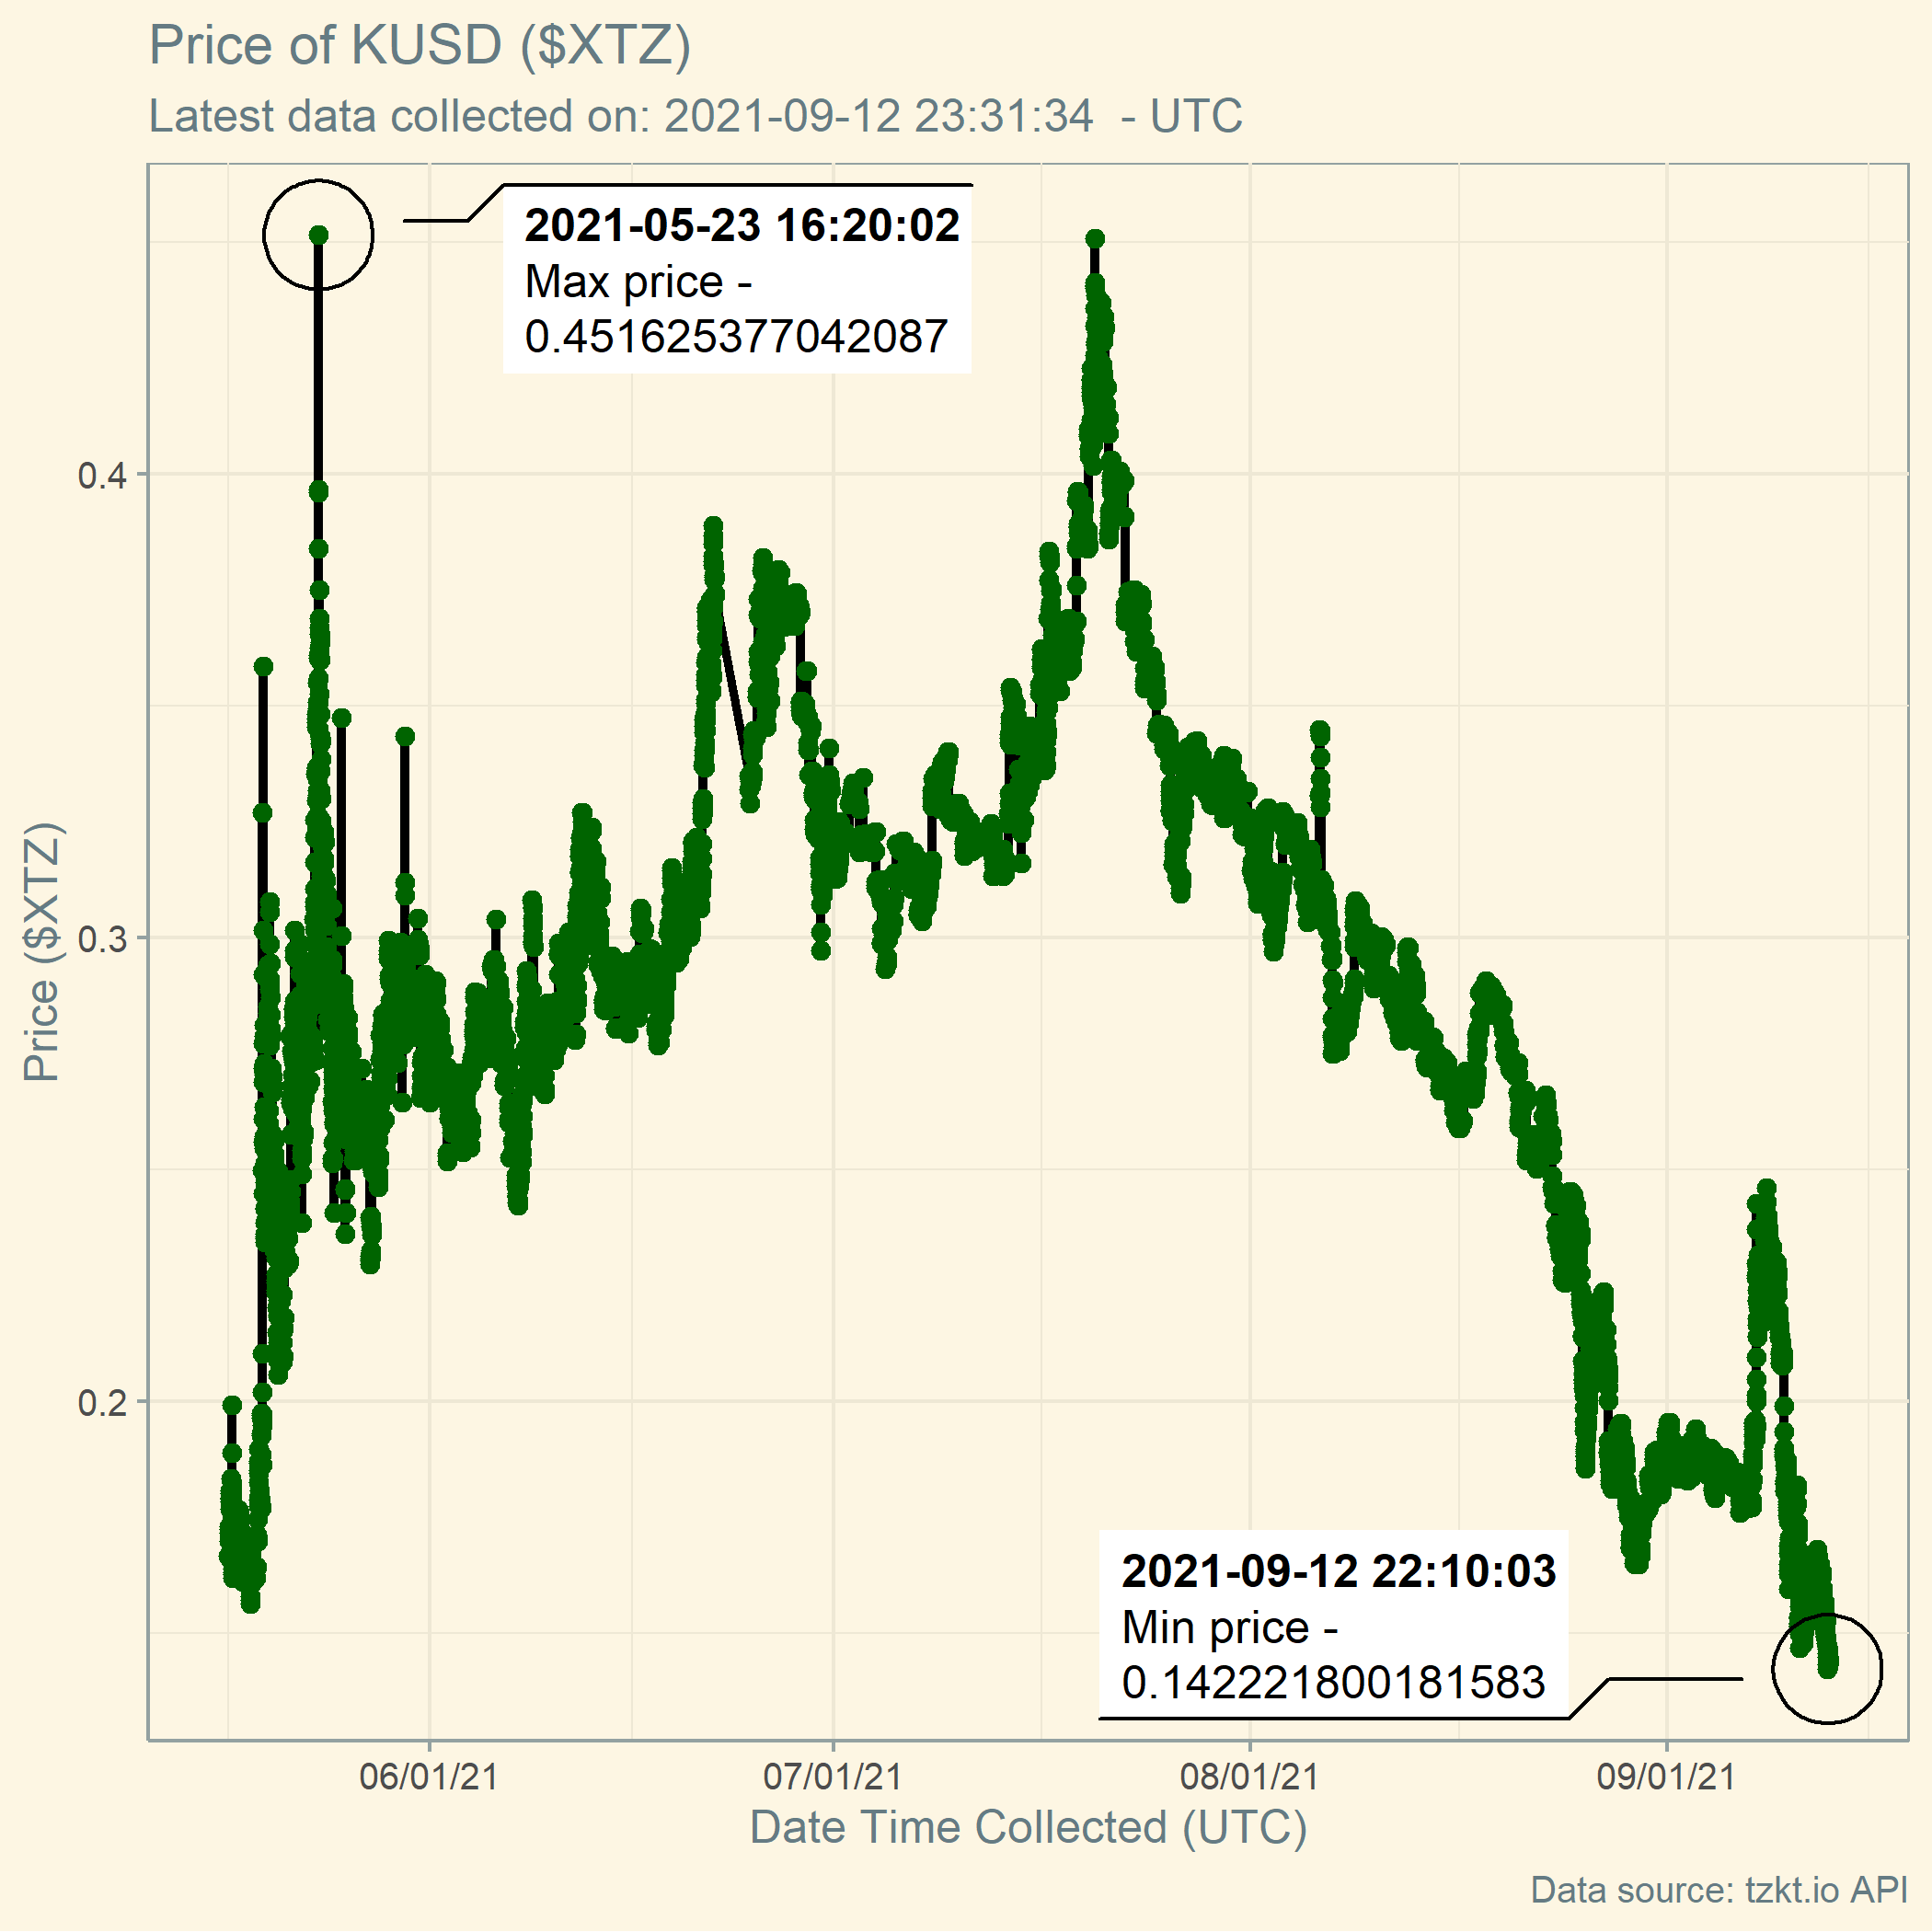 Price of KUSD ($XTZ)
Latest data collected on: 2021-09-12 23:31:34  - UTC
2021-05-23 16:20:02
Max price -
0.451625377042087
0.4
0.3
0.2
Price ($XTZ)
2021-09-12 22:10:03
Min price -
0.142221800181583
06/01/21
07/01/21
08/01/21
09/01/21
Date Time Collected (UTC)
Data source: tzkt.io API